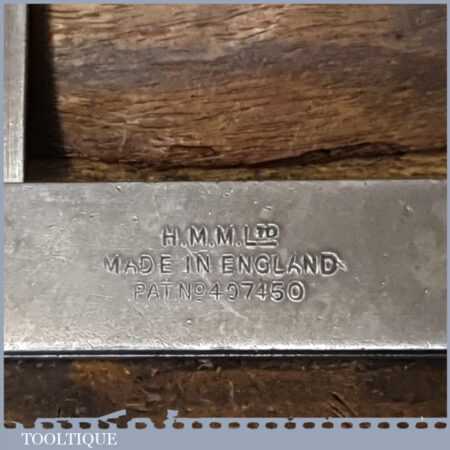 H.M.M. LTD
MADE IN ENGLAND
PAT. No 407450
TOOLTIQUE